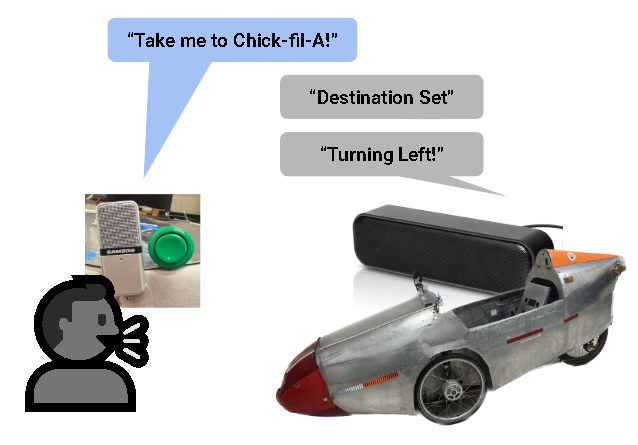 “Take me to Chick-fil-A!”
“Destination Set”
“Turning Left!”
SAMSON